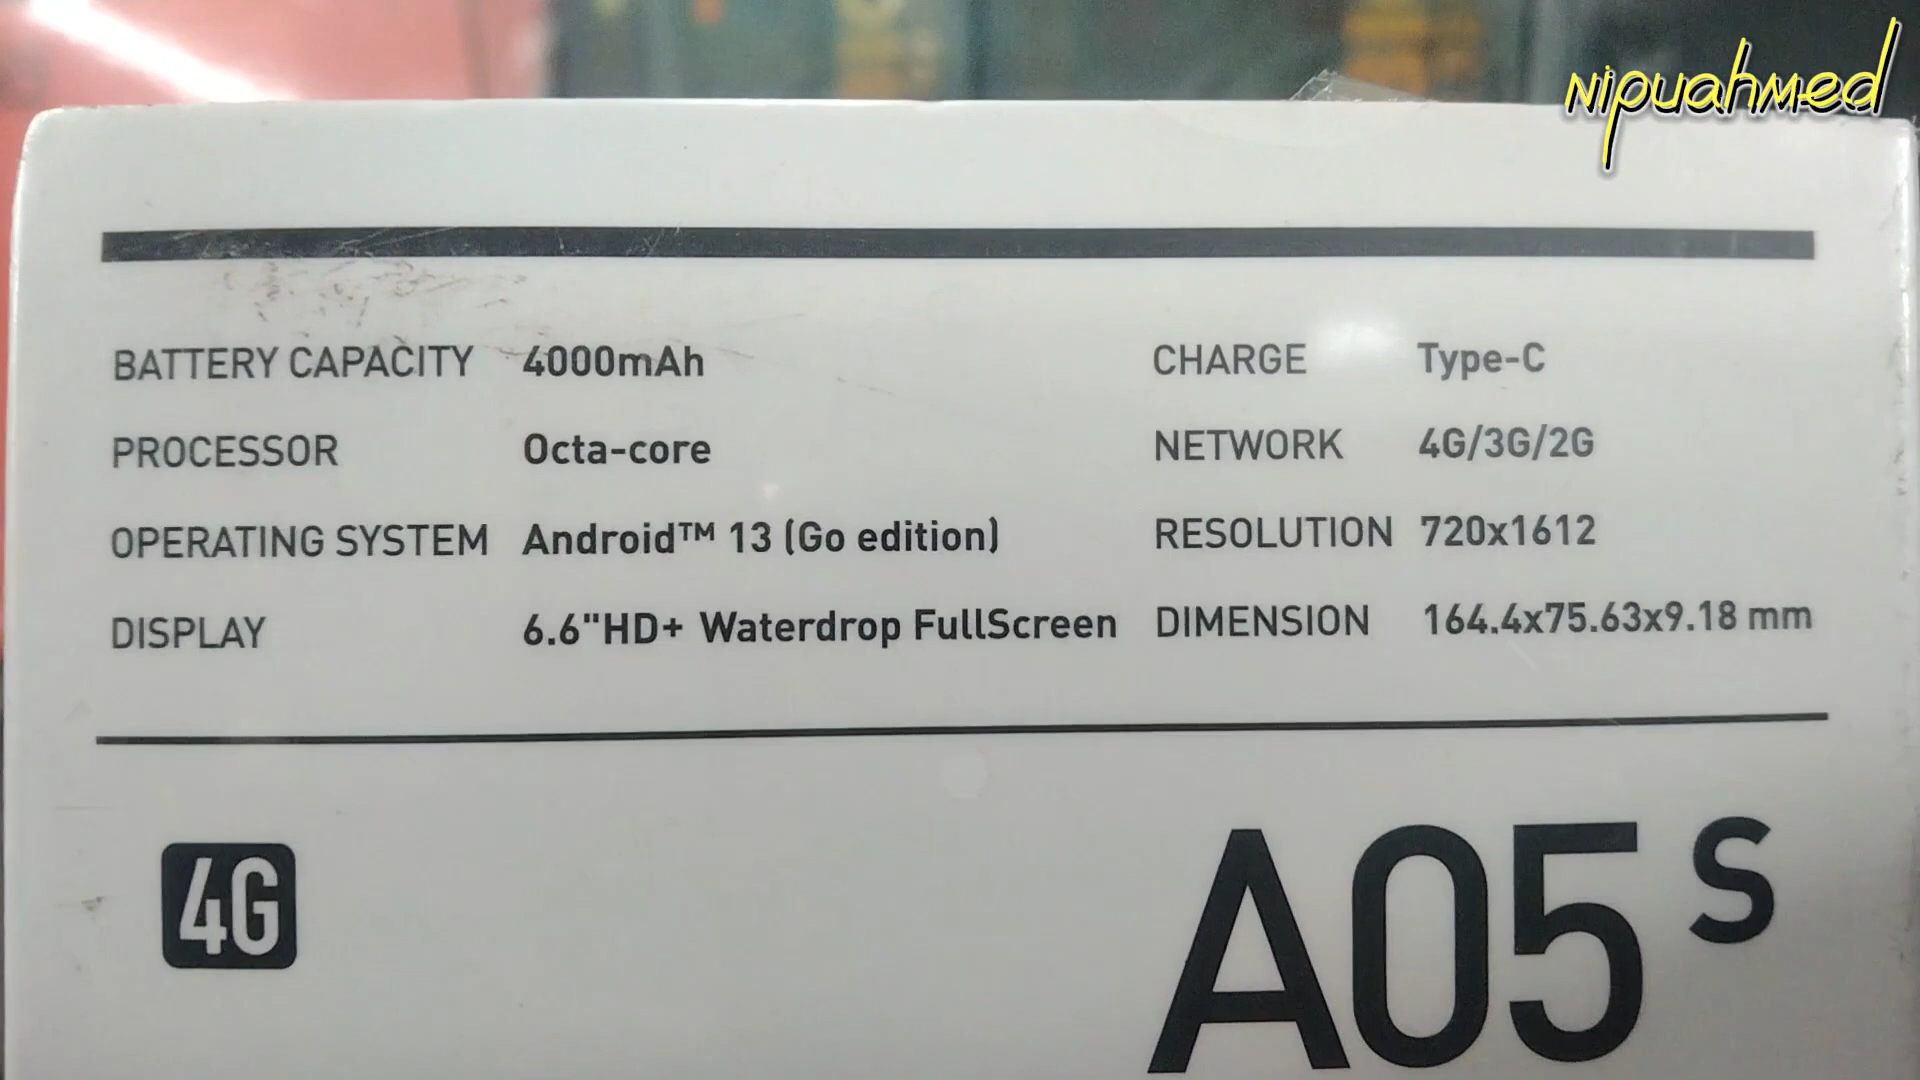 nipuahmed
BATTERY CAPACITY 4000mAh CHARGE Type-C
PROCESSOR Octa-core NETWORK 4G/3G/2G
OPERATING SYSTEM Android™ 13 (Go edition) RESOLUTION 720x1612
DISPLAY 6.6"HD+ Waterdrop FullScreen DIMENSION 164.4x75.63x9.18 mm
4G A05s